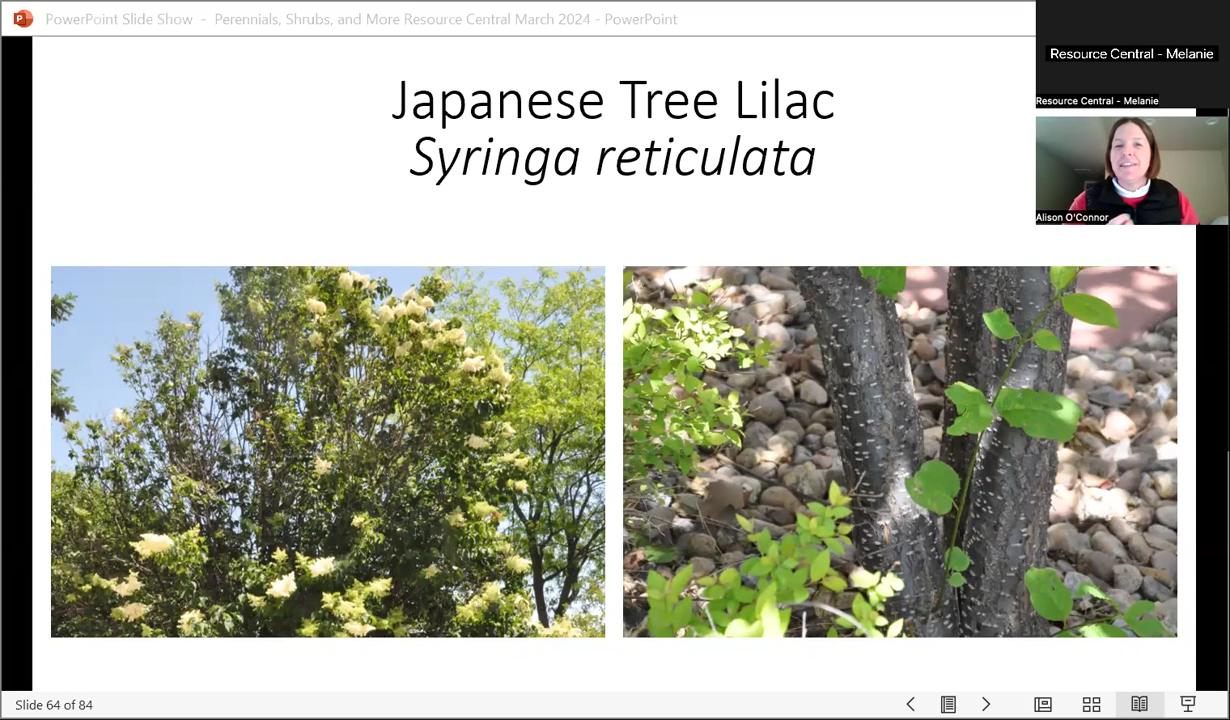 PowerPoint Slide Show - Perennials, Shrubs, and More Resource Central March 2024 - PowerPoint
Resource Central - Melanie
Resource Central - Melanie
Japanese Tree Lilac
Syringa reticulata
Alison O'Connor
Slide 64 of 84